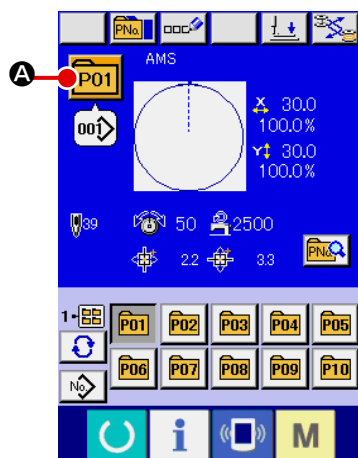 PNo.
AMS
A
P01
X 30.0
100.0%
001
Y 30.0
100.0%
39 50 2500
2.2 3.3
PNo.
1-
P01 P02 P03 P04 P05
P06 P07 P08 P09 P10
No.
i M